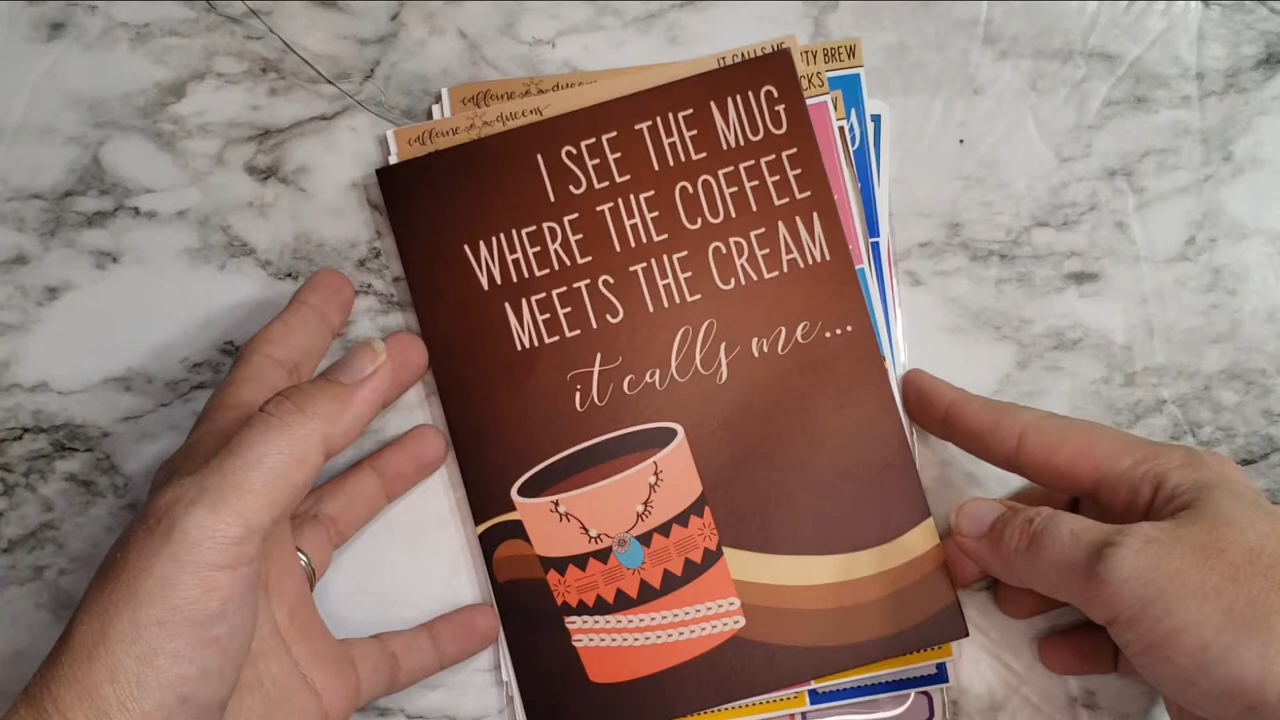 IT CALLS ME
TY BREW
CKS
caffeine queens
caffeine queens
I SEE THE MUG
WHERE THE COFFEE
MEETS THE CREAM
it calls me...